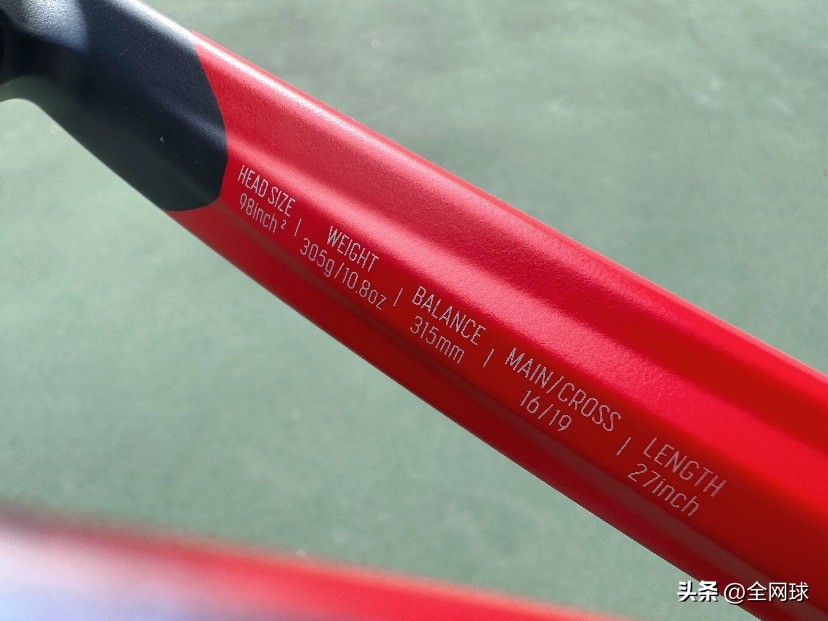 HEAD SIZE
98inch²
|
WEIGHT
305g/10.8oz
|
BALANCE
315mm
|
MAIN/CROSS
16/19
|
LENGTH
27inch
头条 @全网球